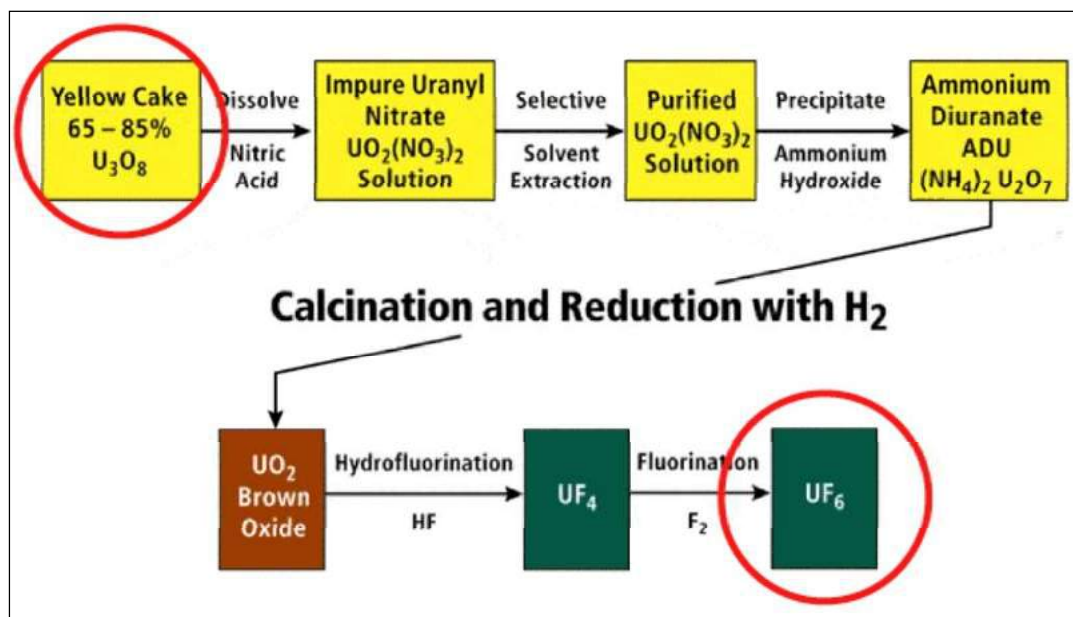 Yellow Cake
65 – 85%
U₃O₈
Dissolve
Nitric
Acid
Impure Uranyl
Nitrate
UO₂(NO₃)₂
Solution
Selective
Solvent
Extraction
Purified
UO₂(NO₃)₂
Solution
Precipitate
Ammonium
Hydroxide
Ammonium
Diuranate
ADU
(NH₄)₂ U₂O₇
Calcination and Reduction with H₂
UO₂
Brown
Oxide
Hydrofluorination
HF
UF₄
Fluorination
F₂
UF₆